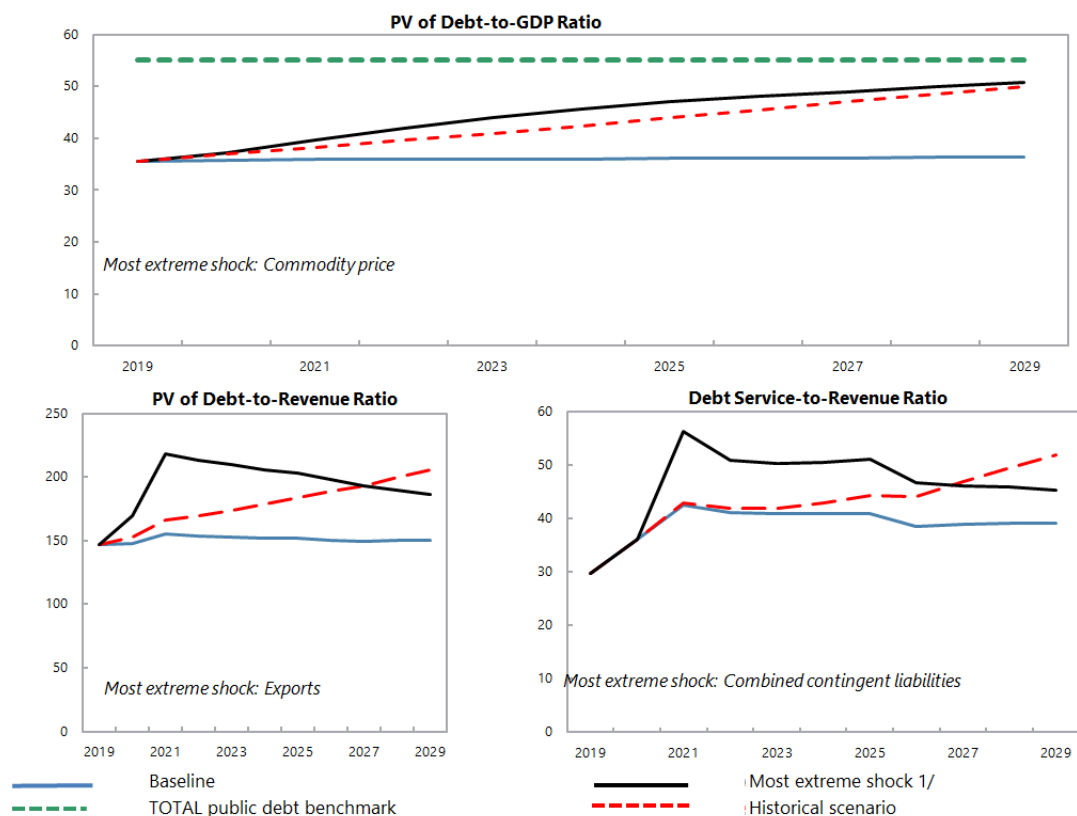 PV of Debt-to-GDP Ratio
60
50
40
30
20
10
0
Most extreme shock: Commodity price
2019 2021 2023 2025 2027 2029
PV of Debt-to-Revenue Ratio
250
200
150
100
50
0
Most extreme shock: Exports
2019 2021 2023 2025 2027 2029
Debt Service-to-Revenue Ratio
60
50
40
30
20
10
0
Most extreme shock: Combined contingent liabilities
2019 2021 2023 2025 2027 2029
Baseline
Most extreme shock 1/
TOTAL public debt benchmark
Historical scenario